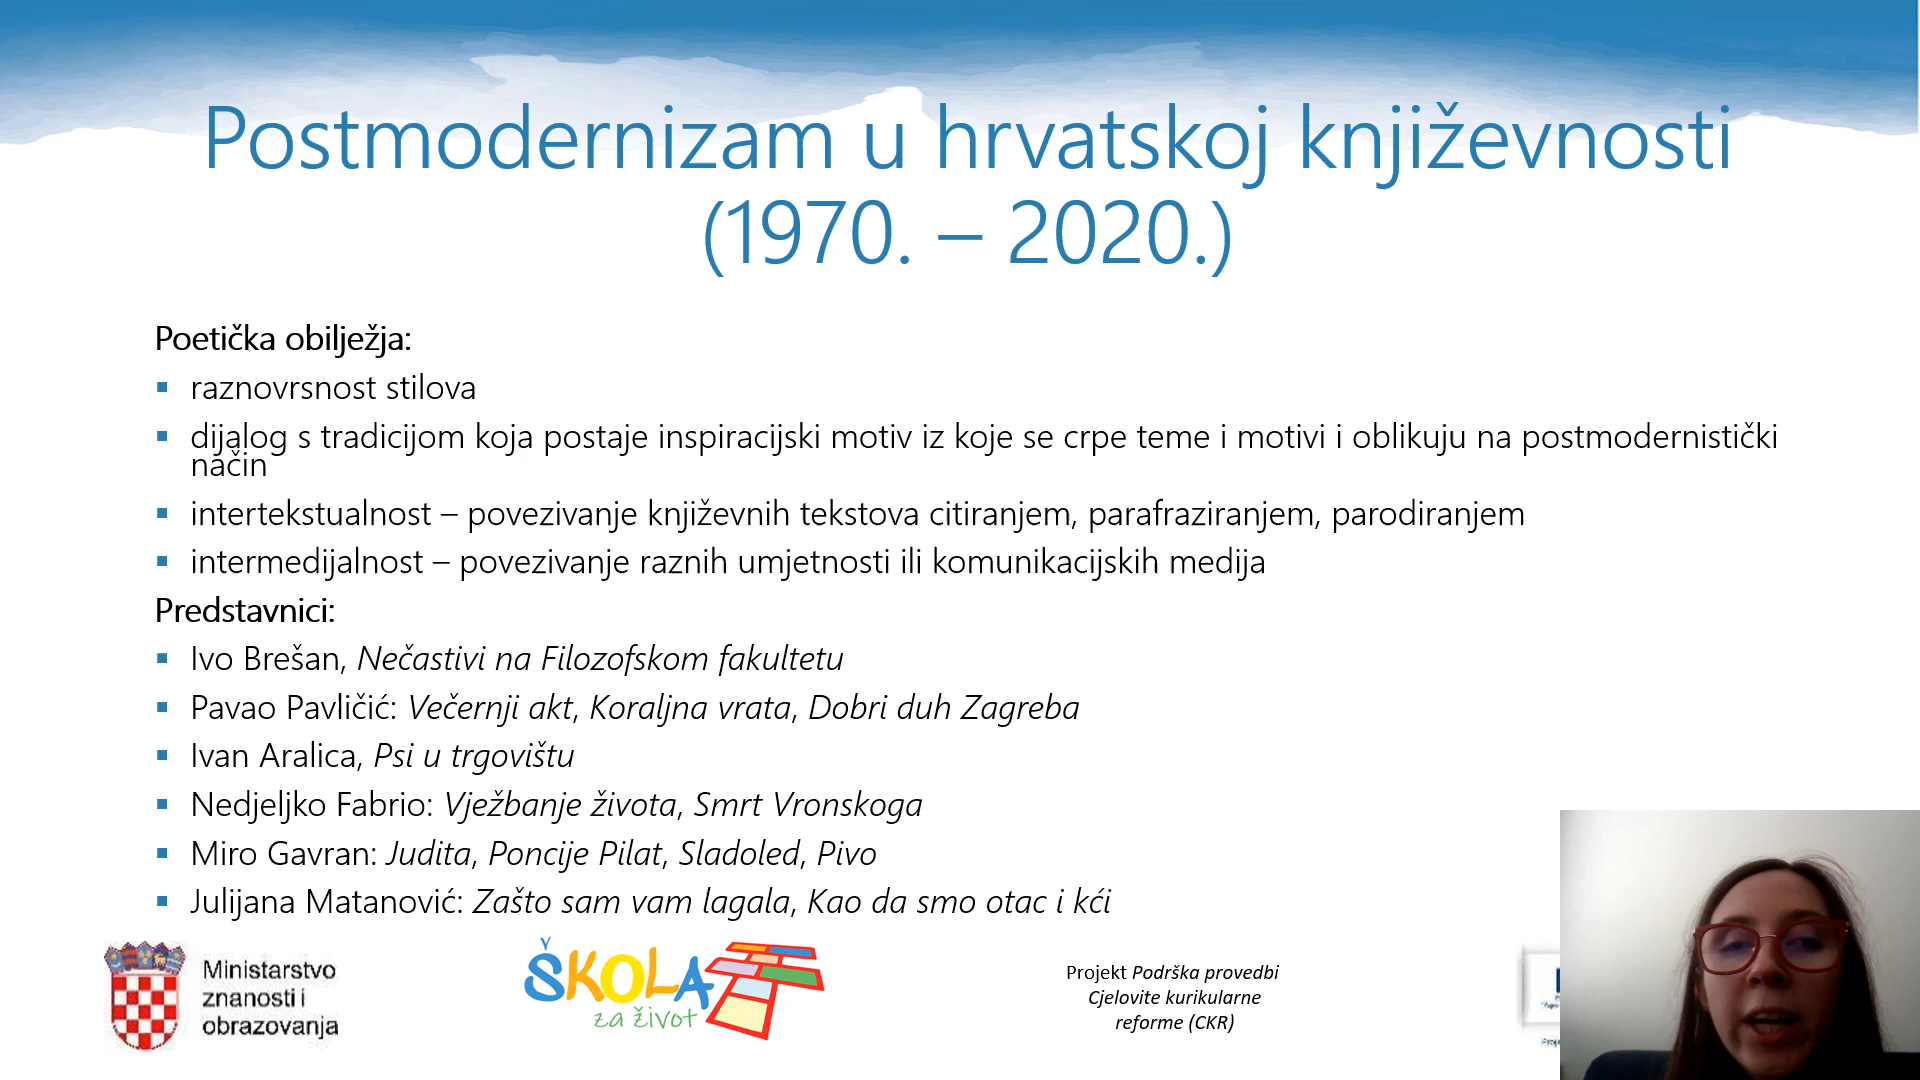 Postmodernizam u hrvatskoj književnosti
(1970. – 2020.)
Poetička obilježja:
▪ raznovrsnost stilova
▪ dijalog s tradicijom koja postaje inspiracijski motiv iz koje se crpe teme i motivi i oblikuju na postmodernistički
način
▪ intertekstualnost – povezivanje književnih tekstova citiranjem, parafraziranjem, parodiranjem
▪ intermedijalnost – povezivanje raznih umjetnosti ili komunikacijskih medija
Predstavnici:
▪ Ivo Brešan, Nečastivi na Filozofskom fakultetu
▪ Pavao Pavličić: Večernji akt, Koraljna vrata, Dobri duh Zagreba
▪ Ivan Aralica, Psi u trgovištu
▪ Nedjeljko Fabrio: Vježbanje života, Smrt Vronskoga
▪ Miro Gavran: Judita, Poncije Pilat, Sladoled, Pivo
▪ Julijana Matanović: Zašto sam vam lagala, Kao da smo otac i kći
Ministarstvo
znanosti i
obrazovanja
ŠKOLA
za život
Projekt Podrška provedbi
Cjelovite kurikularne
reforme (CKR)